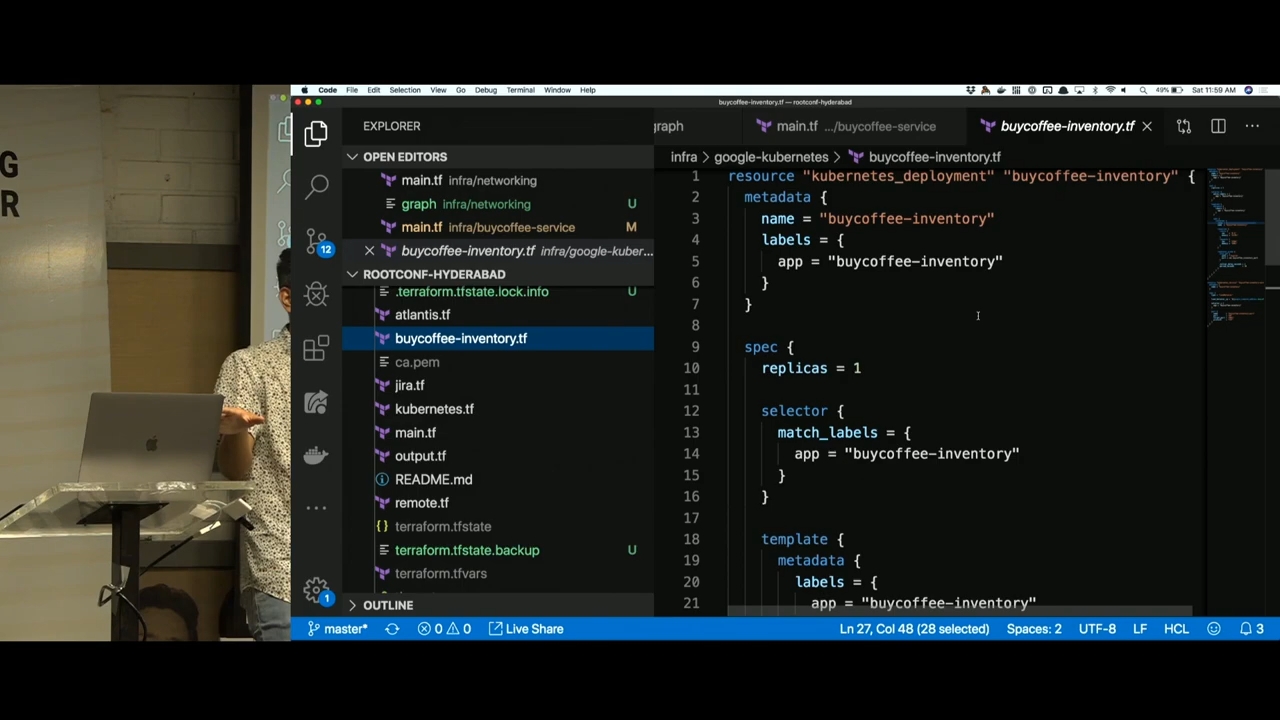 NG
R
Code File Edit Selection View Go Debug Terminal Window Help
49% Sat 11:59 AM
buycoffee-inventory.tf — rootconf-hyderabad
EXPLORER
OPEN EDITORS
main.tf infra/networking
graph infra/networking U
main.tf infra/buycoffee-service M
buycoffee-inventory.tf infra/google-kuber...
ROOTCONF-HYDERABAD
.terraform.tfstate.lock.info U
atlantis.tf
buycoffee-inventory.tf
ca.pem
jira.tf
kubernetes.tf
main.tf
output.tf
README.md
remote.tf
terraform.tfstate
terraform.tfstate.backup U
terraform.tfvars
OUTLINE
12
1
graph main.tf .../buycoffee-service buycoffee-inventory.tf
infra > google-kubernetes > buycoffee-inventory.tf
1 resource "kubernetes_deployment" "buycoffee-inventory" {
2 metadata {
3 name = "buycoffee-inventory"
4 labels = {
5 app = "buycoffee-inventory"
6 }
7 }
8
9 spec {
10 replicas = 1
11
12 selector {
13 match_labels = {
14 app = "buycoffee-inventory"
15 }
16 }
17
18 template {
19 metadata {
20 labels = {
21 app = "buycoffee-inventory"
master* 0 0 Live Share Ln 27, Col 48 (28 selected) Spaces: 2 UTF-8 LF HCL 3